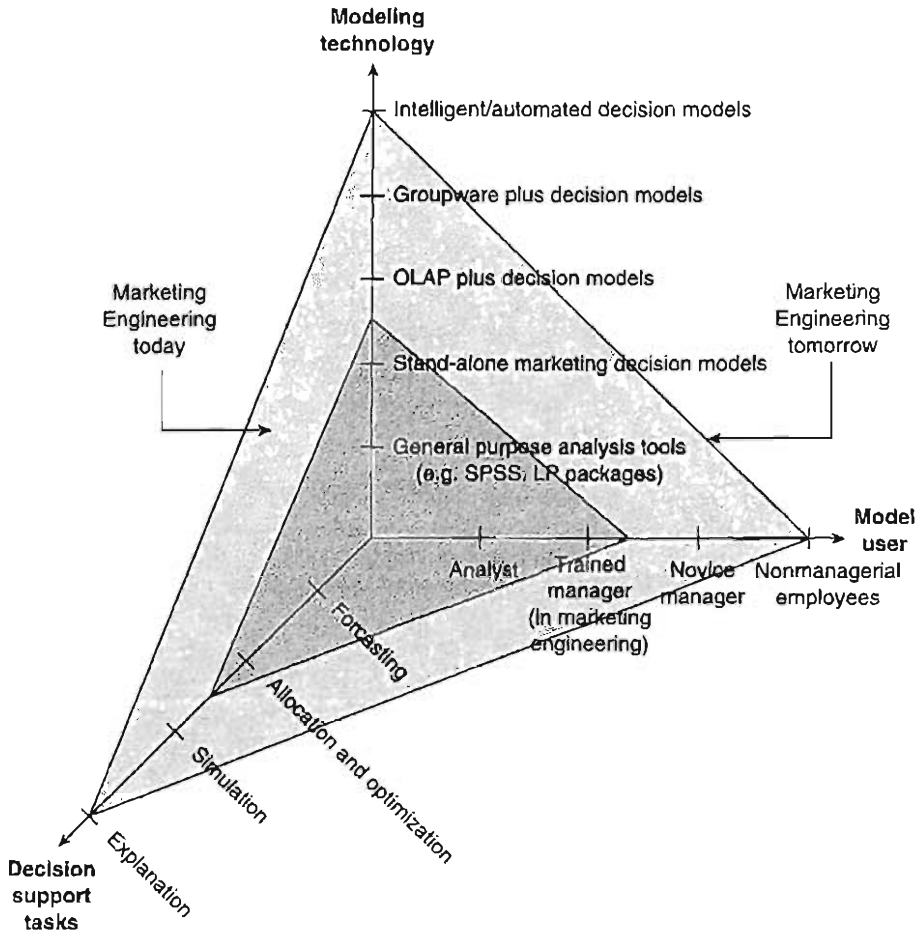 Modeling
technology
Intelligent/automated decision models
Groupware plus decision models
OLAP plus decision models
Marketing
Engineering
today
Marketing
Engineering
tomorrow
Stand-alone marketing decision models
General purpose analysis tools
(e.g. SPSS, LP packages)
Model
user
Analyst
Trained
manager
(In marketing
engineering)
Novice
manager
Nonmanagerial
employees
Forcasting
Allocation and optimization
Simulation
Explanation
Decision
support
tasks